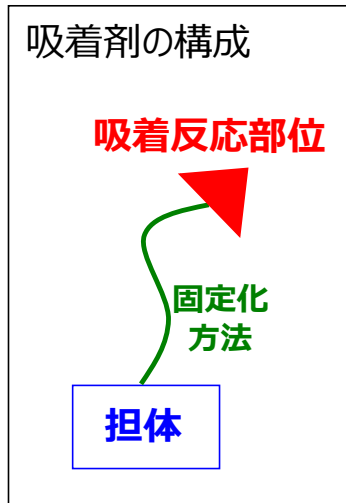 吸着剤の構成
吸着反応部位
固定化
方法
担体